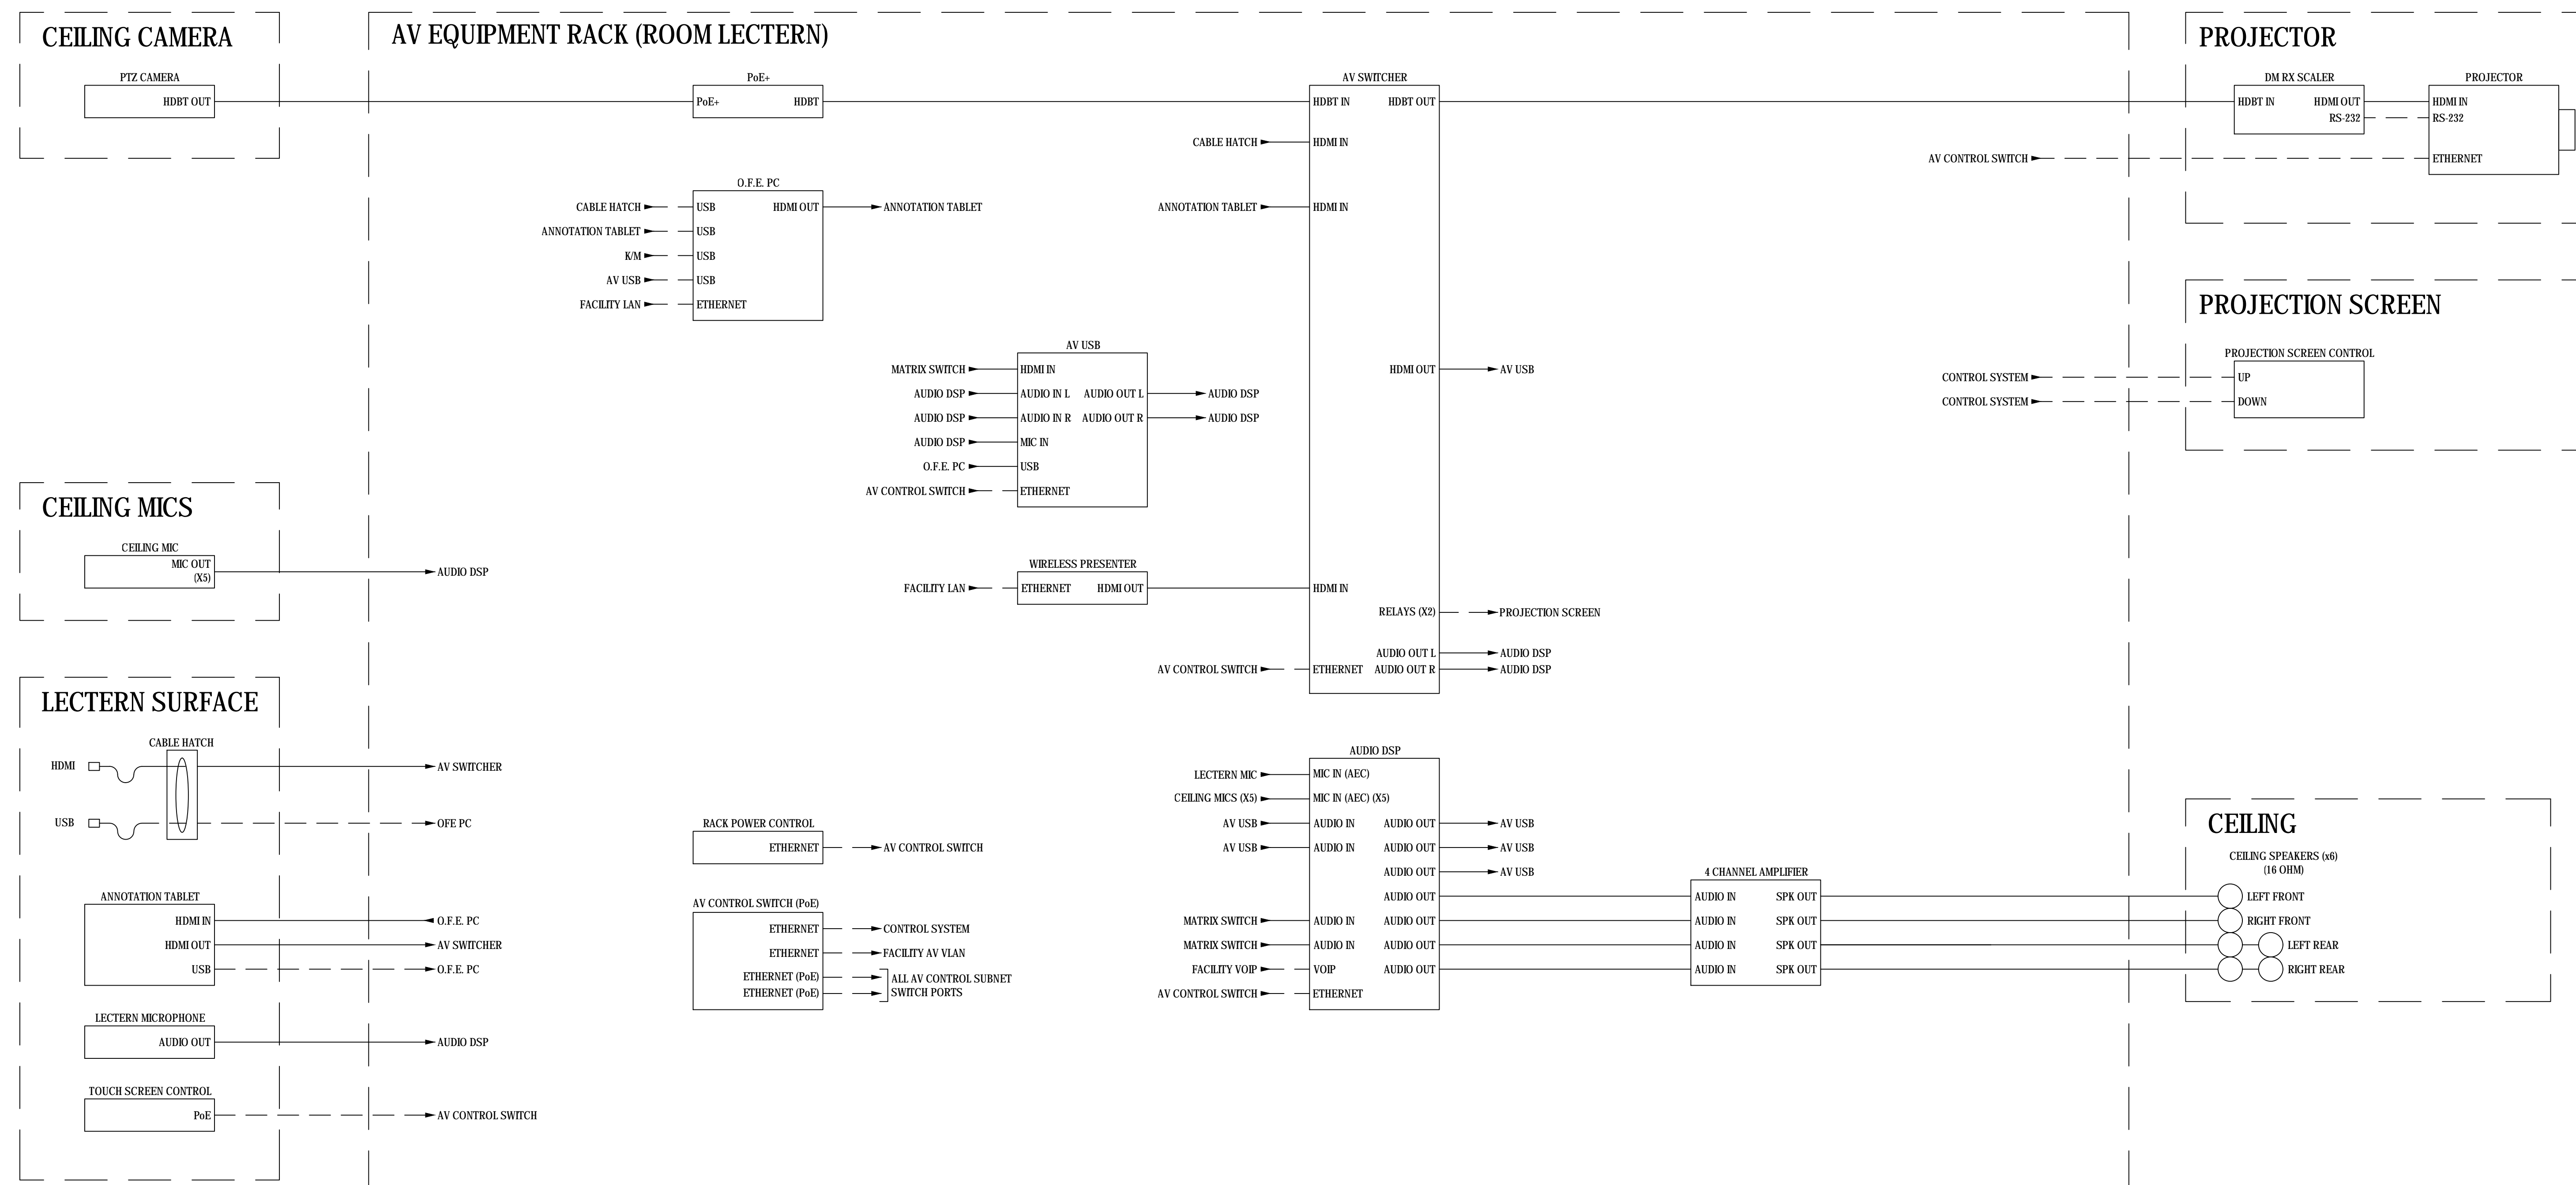 CEILING CAMERA
PTZ CAMERA
HDBT OUT
AV EQUIPMENT RACK (ROOM LECTERN)
PoE+
PoE+ HDBT
AV SWITCHER
HDBT IN HDBT OUT
CABLE HATCH HDMI IN
ANNOTATION TABLET HDMI IN
HDMI OUT AV USB
HDMI IN
RELAYS (X2) PROJECTION SCREEN
AUDIO OUT L AUDIO DSP
AV CONTROL SWITCH ETHERNET AUDIO OUT R AUDIO DSP
O.F.E. PC
CABLE HATCH USB HDMI OUT ANNOTATION TABLET
ANNOTATION TABLET USB
K/M USB
AV USB USB
FACILITY LAN ETHERNET
AV USB
MATRIX SWITCH HDMI IN
AUDIO DSP AUDIO IN L AUDIO OUT L AUDIO DSP
AUDIO DSP AUDIO IN R AUDIO OUT R AUDIO DSP
AUDIO DSP MIC IN
O.F.E. PC USB
AV CONTROL SWITCH ETHERNET
WIRELESS PRESENTER
FACILITY LAN ETHERNET HDMI OUT
PROJECTOR
DM RX SCALER
HDBT IN HDMI OUT
RS-232
PROJECTOR
HDMI IN
RS-232
AV CONTROL SWITCH ETHERNET
PROJECTION SCREEN
PROJECTION SCREEN CONTROL
CONTROL SYSTEM UP
CONTROL SYSTEM DOWN
CEILING MICS
CEILING MIC
MIC OUT
(X5)
AUDIO DSP
LECTERN SURFACE
CABLE HATCH
HDMI AV SWITCHER
USB OFE PC
ANNOTATION TABLET
HDMI IN O.F.E. PC
HDMI OUT AV SWITCHER
USB O.F.E. PC
LECTERN MICROPHONE
AUDIO OUT AUDIO DSP
TOUCH SCREEN CONTROL
PoE AV CONTROL SWITCH
RACK POWER CONTROL
ETHERNET AV CONTROL SWITCH
AV CONTROL SWITCH (PoE)
ETHERNET CONTROL SYSTEM
ETHERNET FACILITY AV VLAN
ETHERNET (PoE)
ETHERNET (PoE)
ALL AV CONTROL SUBNET
SWITCH PORTS
AUDIO DSP
LECTERN MIC MIC IN (AEC)
CEILING MICS (X5) MIC IN (AEC) (X5)
AV USB AUDIO IN AUDIO OUT AV USB
AV USB AUDIO IN AUDIO OUT AV USB
AUDIO OUT AV USB
AUDIO OUT
MATRIX SWITCH AUDIO IN AUDIO OUT
MATRIX SWITCH AUDIO IN AUDIO OUT
FACILITY VOIP VOIP AUDIO OUT
AV CONTROL SWITCH ETHERNET
4 CHANNEL AMPLIFIER
AUDIO IN SPK OUT
AUDIO IN SPK OUT
AUDIO IN SPK OUT
AUDIO IN SPK OUT
CEILING
CEILING SPEAKERS (x6)
(16 OHM)
LEFT FRONT
RIGHT FRONT
LEFT REAR
RIGHT REAR